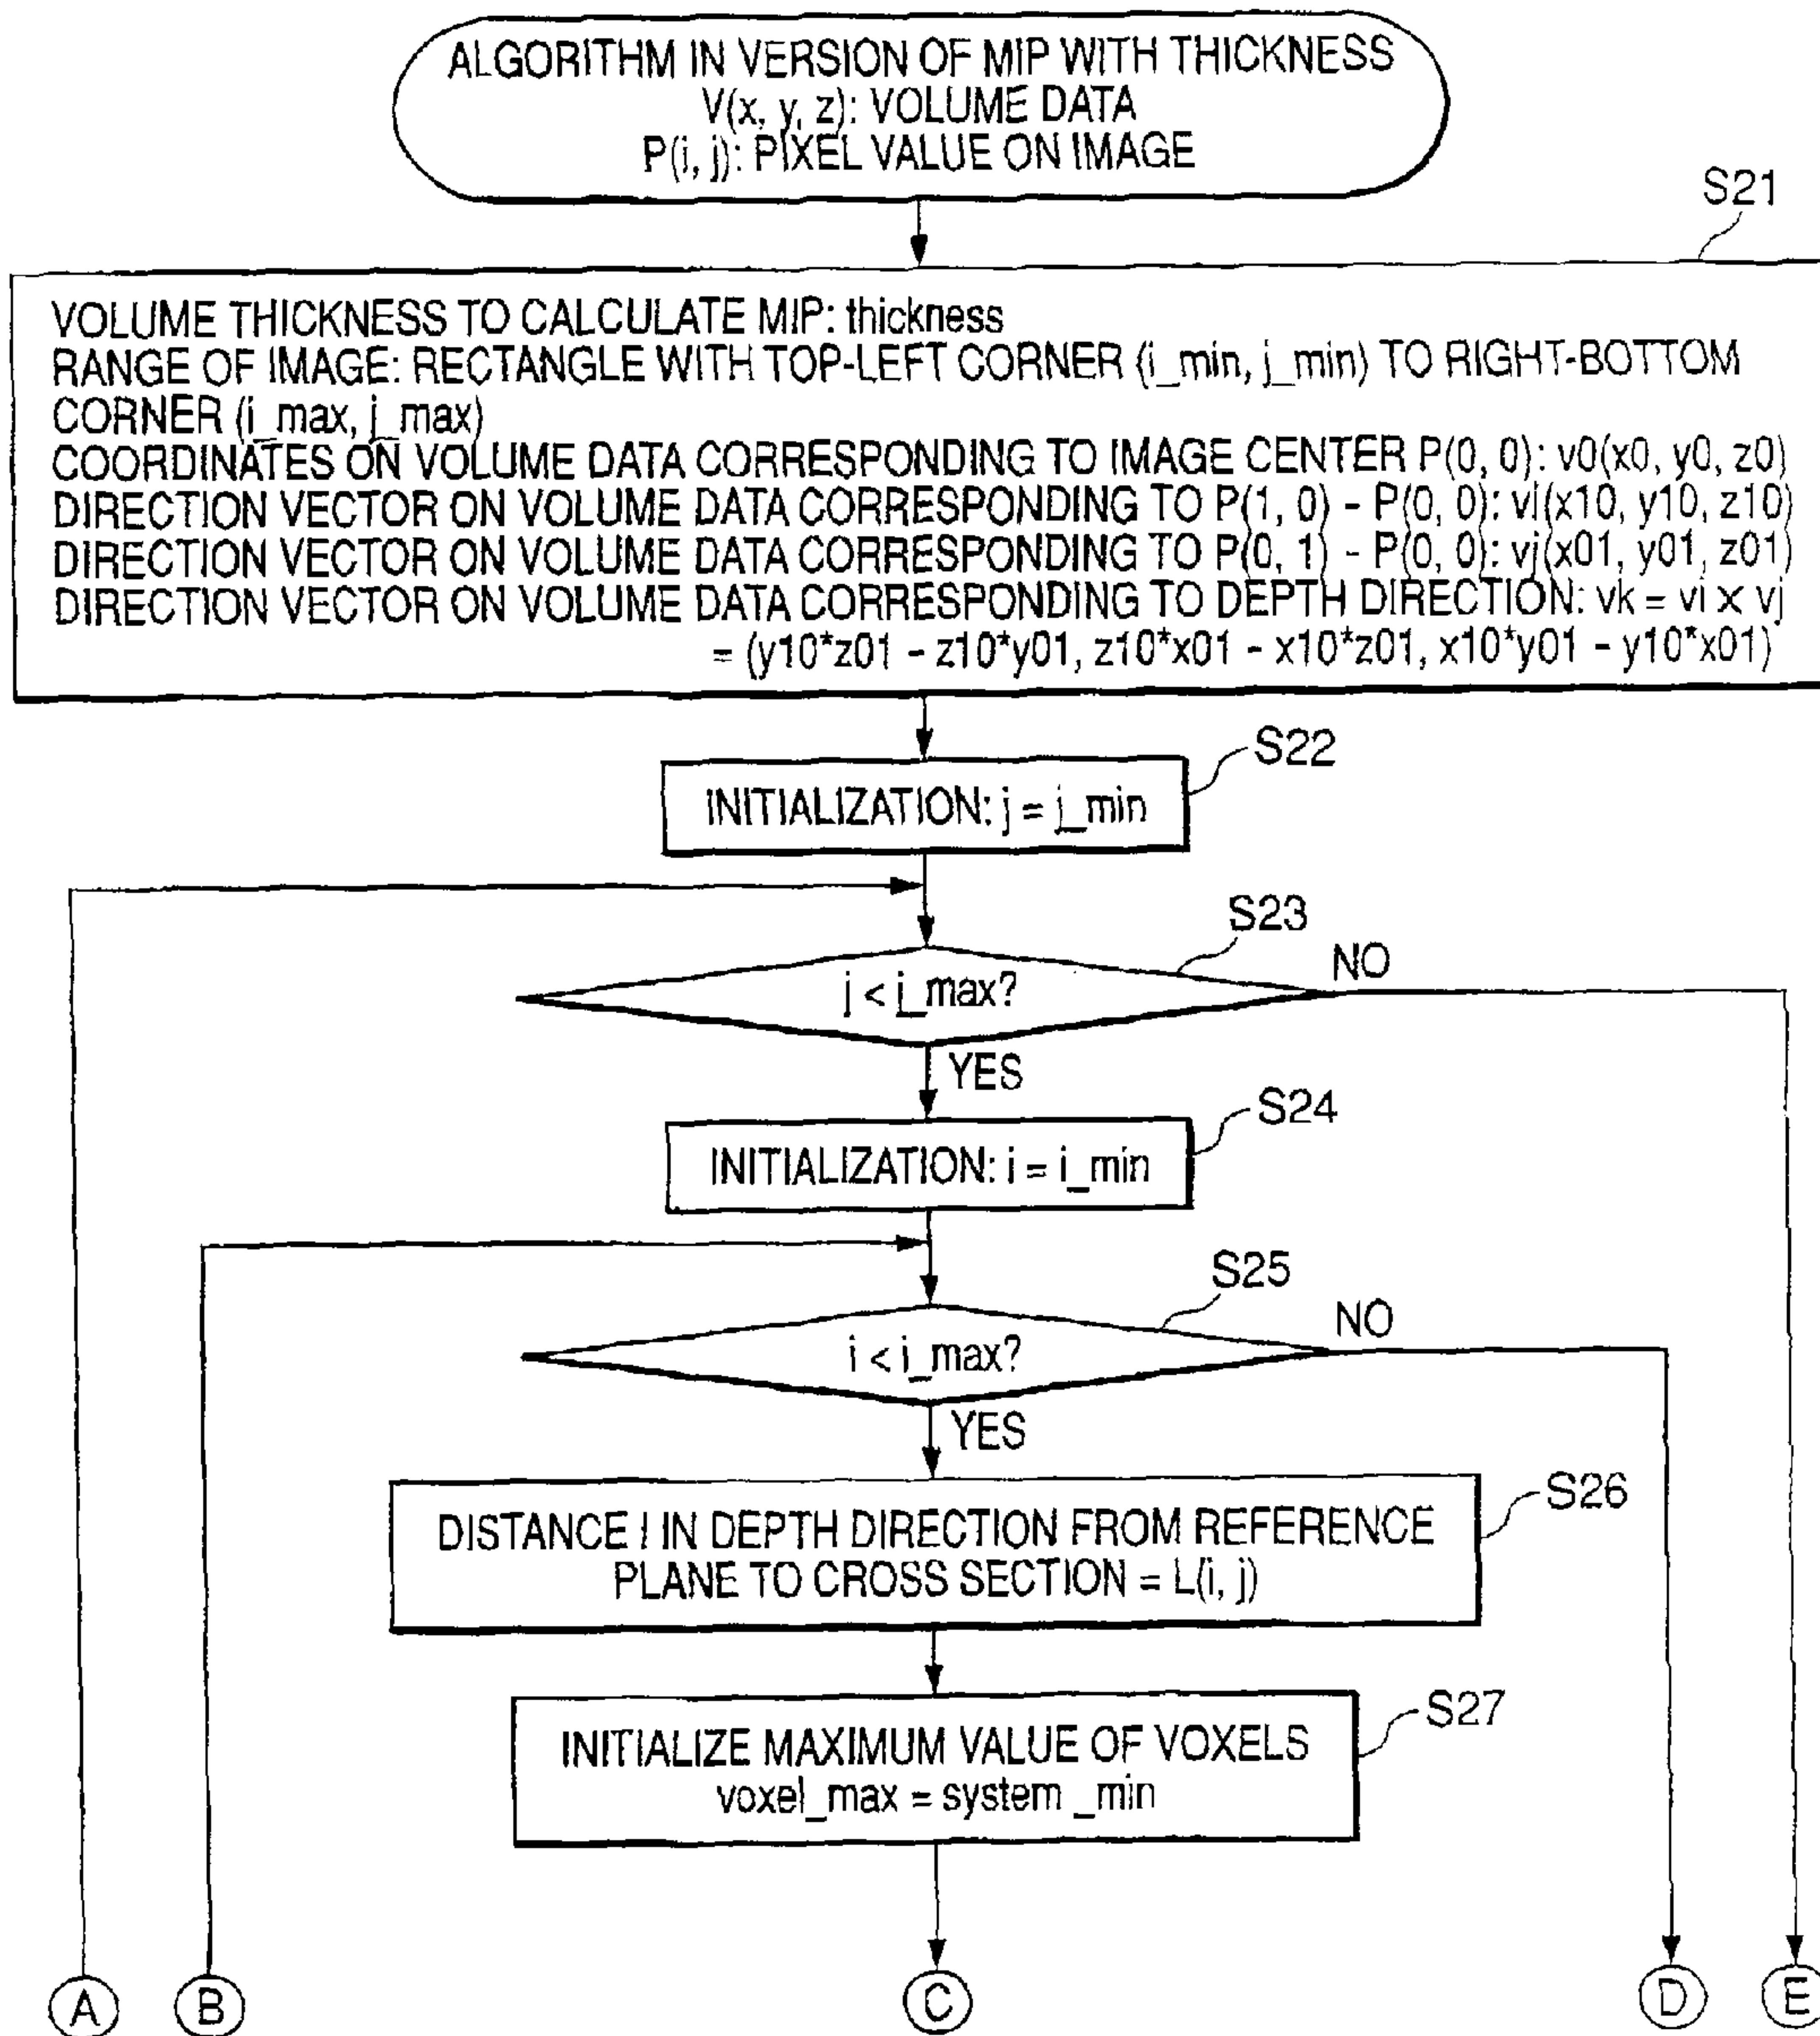 ALGORITHM IN VERSION OF MIP WITH THICKNESS
V(x, y, z): VOLUME DATA
P(i, j): PIXEL VALUE ON IMAGE
S21
VOLUME THICKNESS TO CALCULATE MIP: thickness
RANGE OF IMAGE: RECTANGLE WITH TOP-LEFT CORNER (i_min, j_min) TO RIGHT-BOTTOM
CORNER (i_max, j_max)
COORDINATES ON VOLUME DATA CORRESPONDING TO IMAGE CENTER P(0, 0): v0(x0, y0, z0)
DIRECTION VECTOR ON VOLUME DATA CORRESPONDING TO P(1, 0) - P(0, 0): vi(x10, y10, z10)
DIRECTION VECTOR ON VOLUME DATA CORRESPONDING TO P(0, 1) - P(0, 0): vj(x01, y01, z01)
DIRECTION VECTOR ON VOLUME DATA CORRESPONDING TO DEPTH DIRECTION: vk = vi × vj
= (y10*z01 - z10*y01, z10*x01 - x10*z01, x10*y01 - y10*x01)
S22
INITIALIZATION: j = j_min
S23
j < j_max?
NO
YES
S24
INITIALIZATION: i = i_min
S25
i < i_max?
NO
YES
S26
DISTANCE l IN DEPTH DIRECTION FROM REFERENCE
PLANE TO CROSS SECTION = L(i, j)
S27
INITIALIZE MAXIMUM VALUE OF VOXELS
voxel_max = system _min
A B C D E